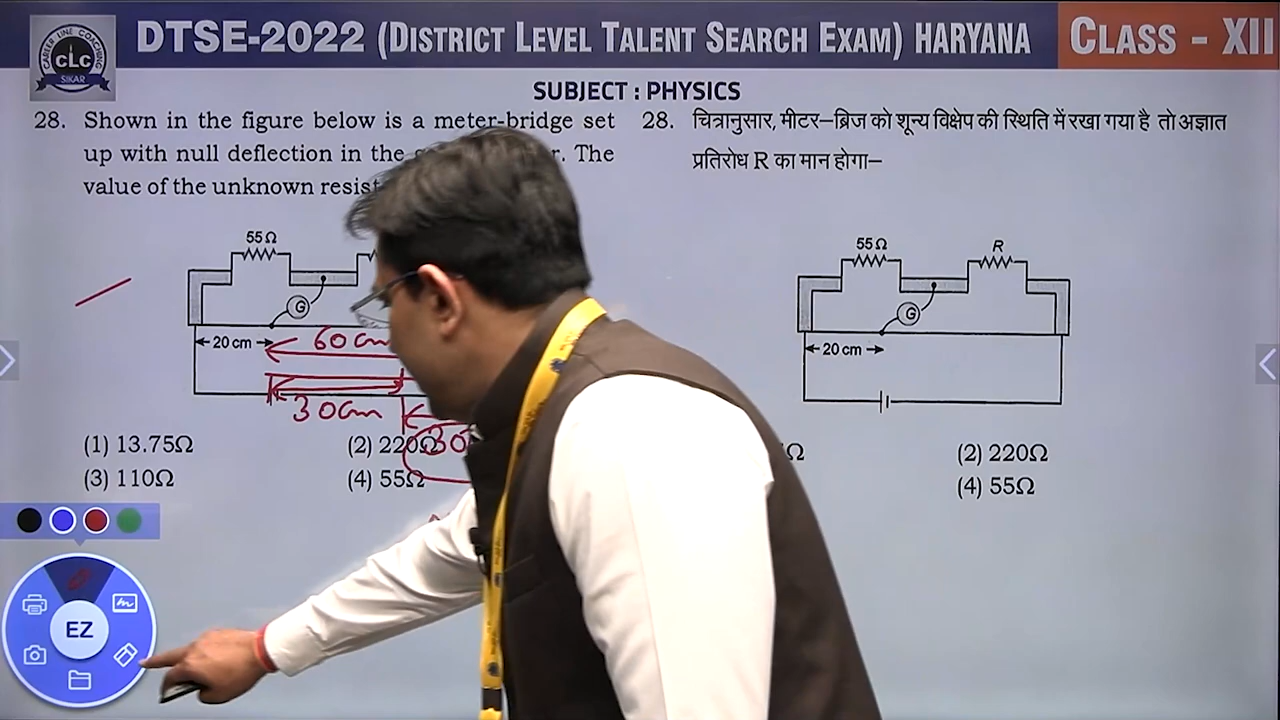 CAREER LINE COACHING
CLC
SIKAR
DTSE-2022 (DISTRICT LEVEL TALENT SEARCH EXAM) HARYANA
CLASS - XII
SUBJECT : PHYSICS
28. Shown in the figure below is a meter-bridge set
up with null deflection in the The
value of the unknown
55Ω
G
20 cm
60 cm
30cm
30
(1) 13.75Ω (2) 220Ω
(3) 110Ω (4) 55Ω
28. चित्रानुसार, मीटर–ब्रिज को शून्य विक्षेप की स्थिति में रखा गया है तो अज्ञात
प्रतिरोध R का मान होगा–
55Ω
R
G
20 cm
Ω (2) 220Ω
(4) 55Ω
EZ